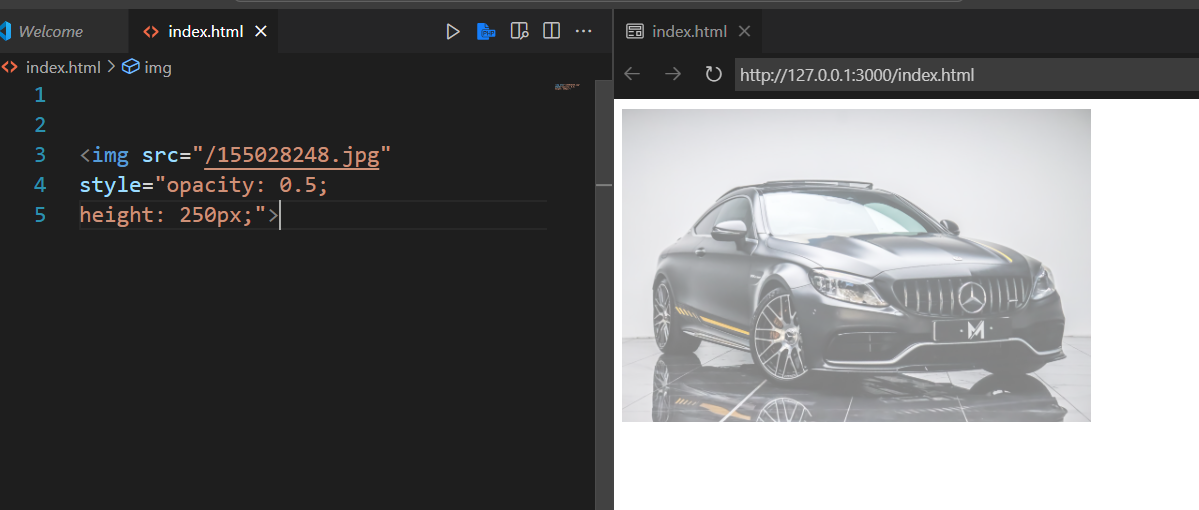 Welcome
index.html
index.html
index.html > img
http://127.0.0.1:3000/index.html
1
2
3 <img src="/155028248.jpg"
4 style="opacity: 0.5;
5 height: 250px;">
M